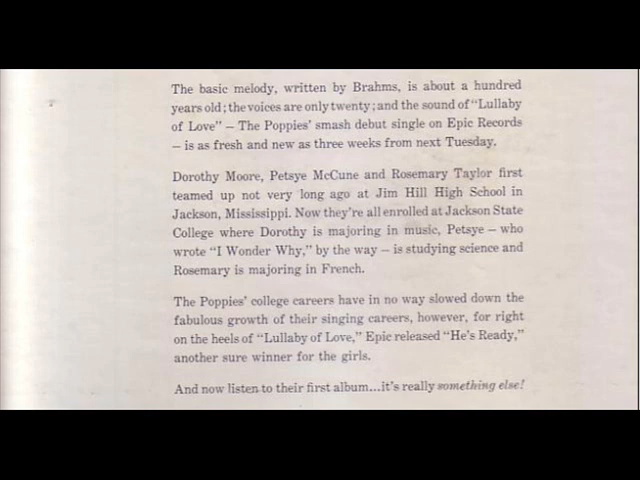 The basic melody, written by Brahms, is about a hundred
years old; the voices are only twenty; and the sound of "Lullaby
of Love" – The Poppies' smash debut single on Epic Records
– is as fresh and new as three weeks from next Tuesday.
Dorothy Moore, Petsye McCune and Rosemary Taylor first
teamed up not very long ago at Jim Hill High School in
Jackson, Mississippi. Now they're all enrolled at Jackson State
College where Dorothy is majoring in music, Petsye – who
wrote "I Wonder Why," by the way – is studying science and
Rosemary is majoring in French.
The Poppies' college careers have in no way slowed down the
fabulous growth of their singing careers, however, for right
on the heels of "Lullaby of Love," Epic released "He's Ready,"
another sure winner for the girls.
And now listen to their first album...it's really something else!